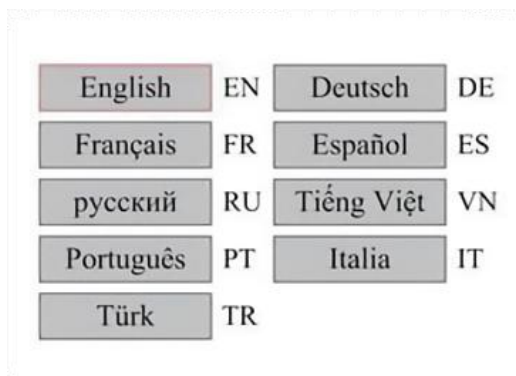 English EN Deutsch DE
Français FR Español ES
русский RU Tiếng Việt VN
Português PT Italia IT
Türk TR